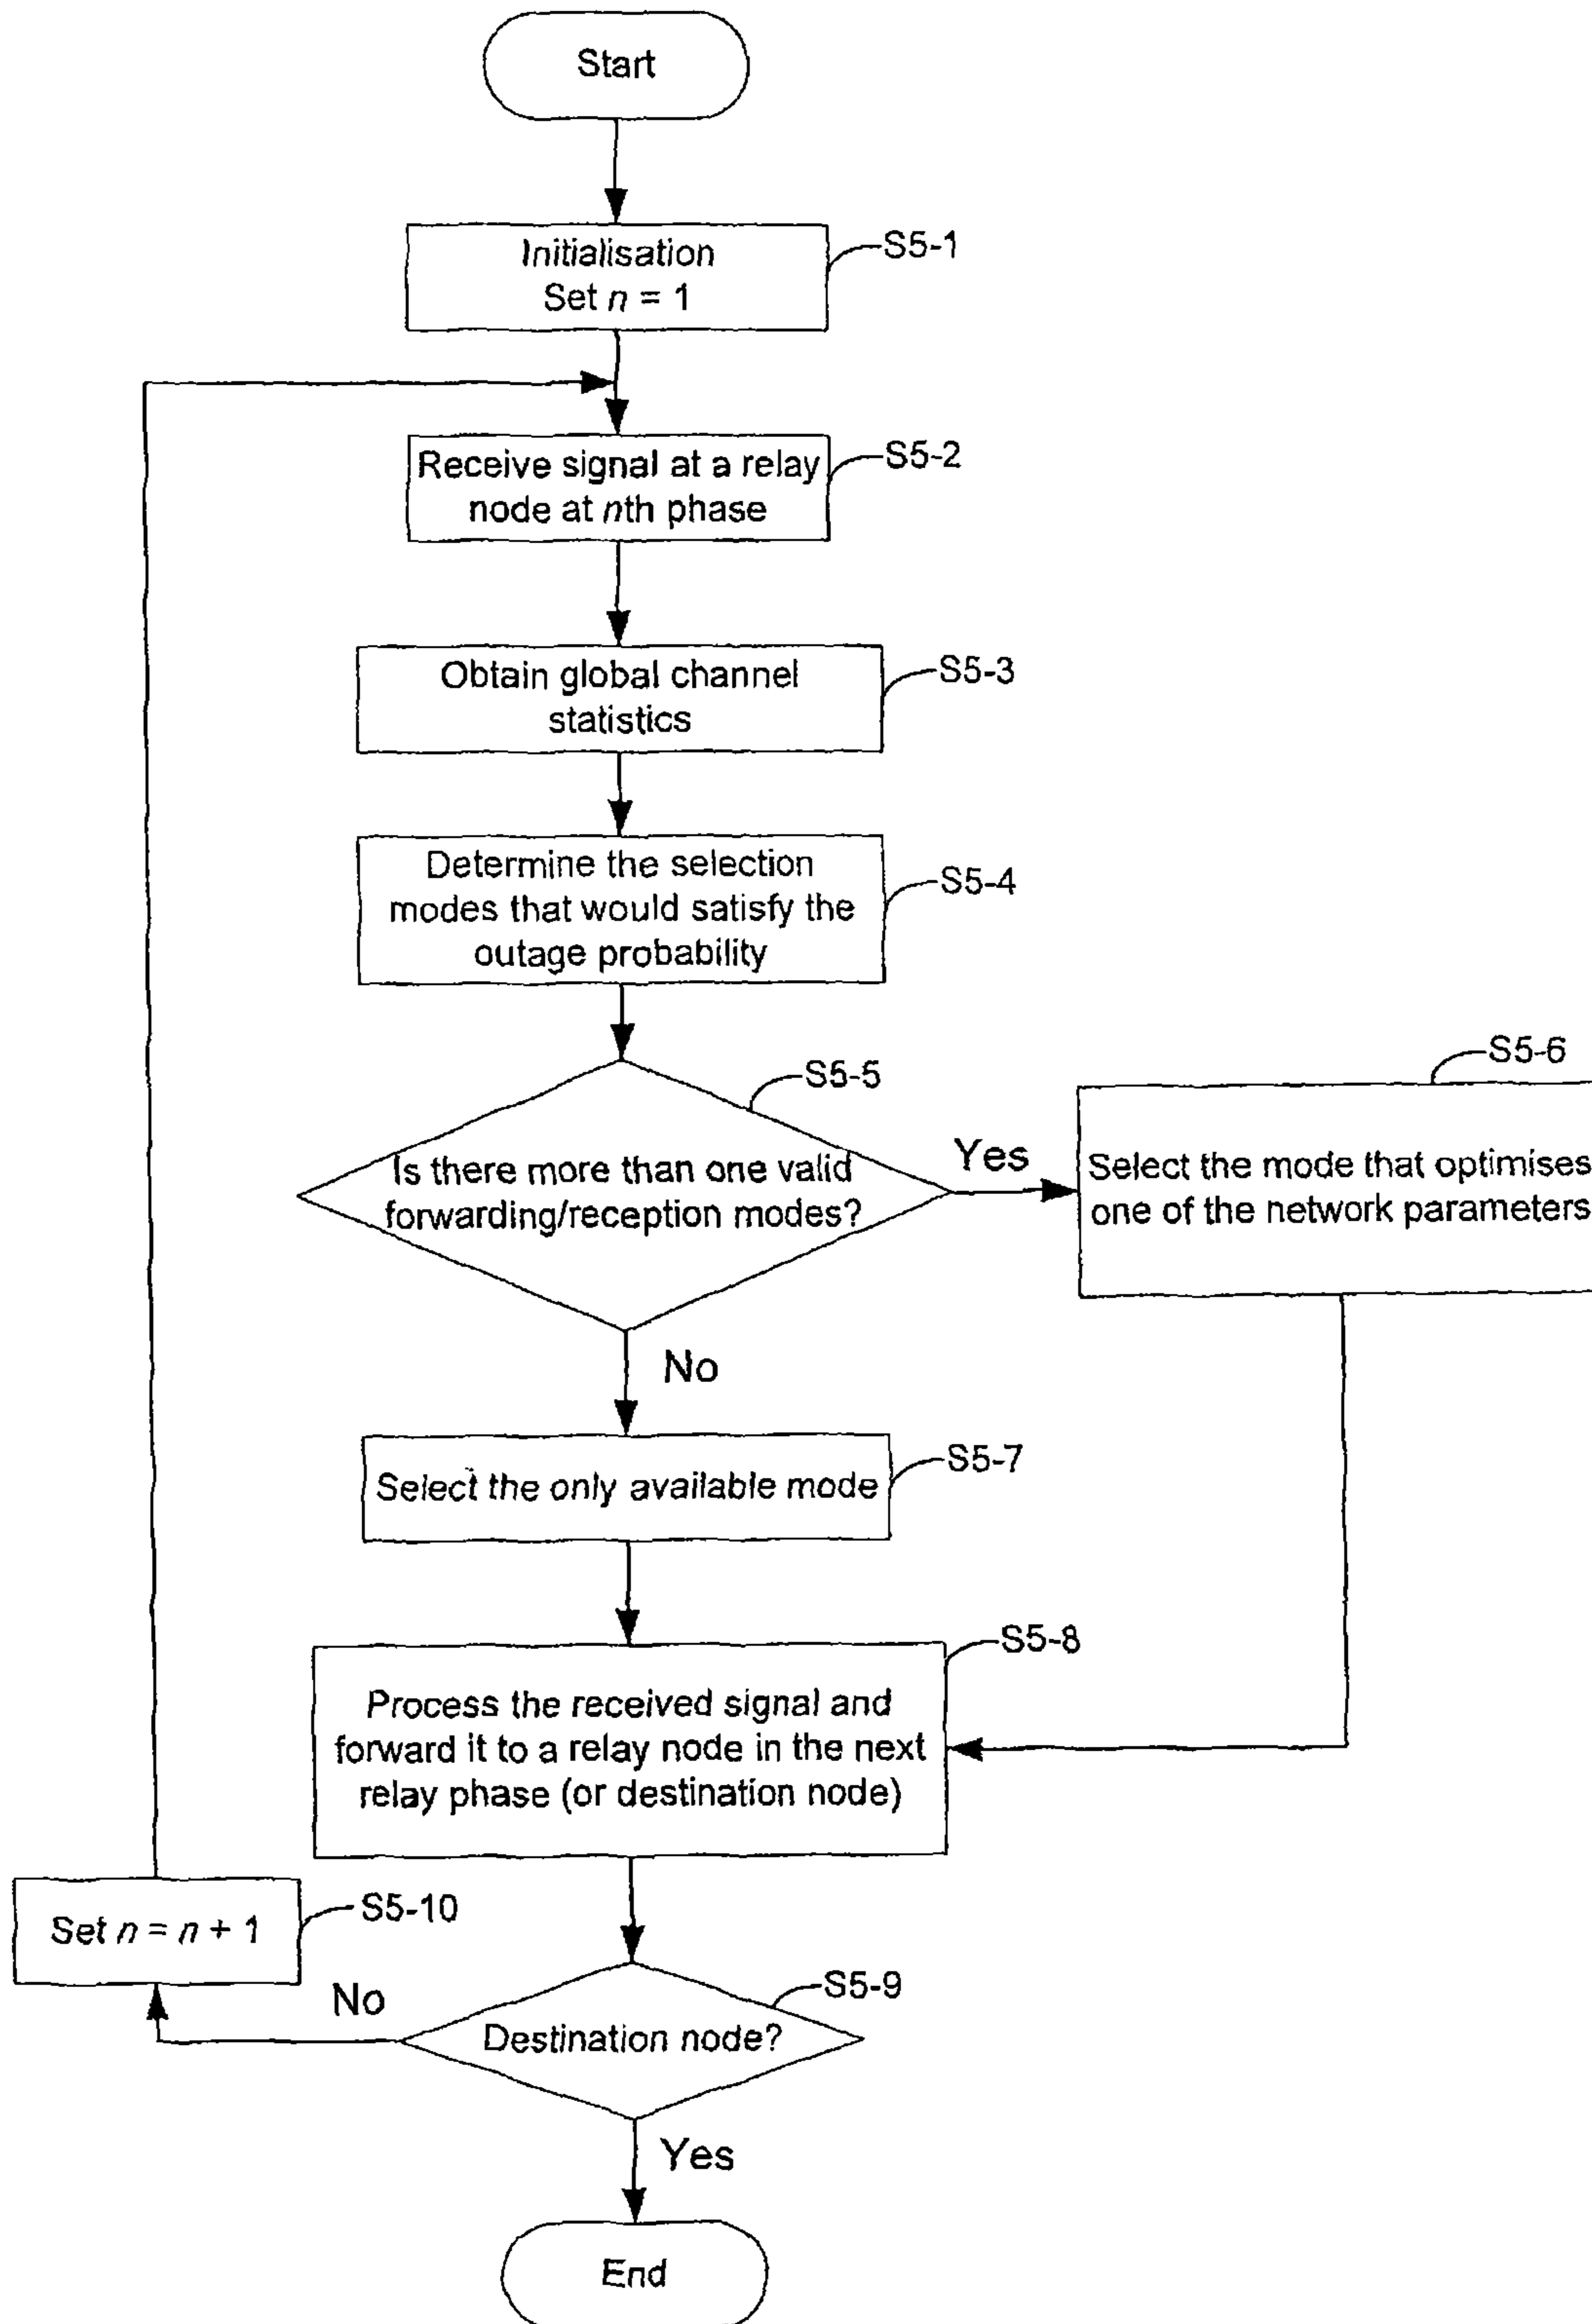 Start
Initialisation
Set n = 1
S5-1
Receive signal at a relay
node at nth phase
S5-2
Obtain global channel
statistics
S5-3
Determine the selection
modes that would satisfy the
outage probability
S5-4
S5-5
Is there more than one valid
forwarding/reception modes?
Yes
S5-6
Select the mode that optimises
one of the network parameters
No
Select the only available mode
S5-7
S5-8
Process the received signal and
forward it to a relay node in the next
relay phase (or destination node)
Set n = n + 1
S5-10
S5-9
No
Destination node?
Yes
End